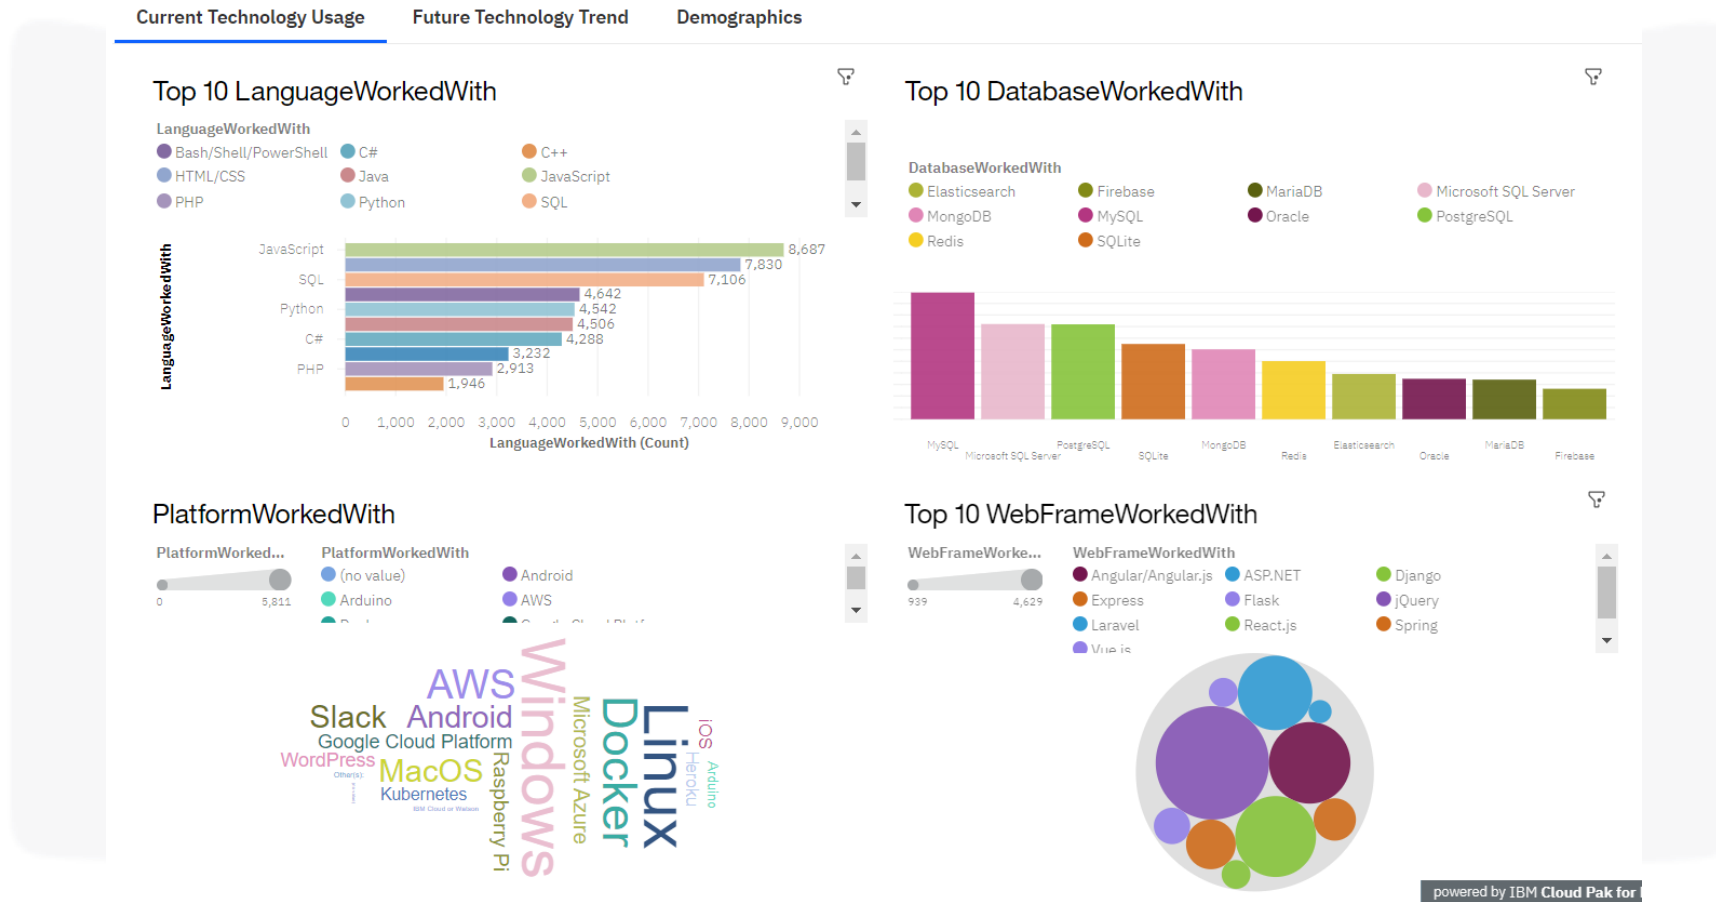 Current Technology Usage Future Technology Trend Demographics
Top 10 LanguageWorkedWith
LanguageWorkedWith
Bash/Shell/PowerShell C# C++
HTML/CSS Java JavaScript
PHP Python SQL
LanguageWorkedWith
JavaScript 8,687
7,830
SQL 7,106
4,642
Python 4,542
4,506
C# 4,288
3,232
PHP 2,913
1,946
0 1,000 2,000 3,000 4,000 5,000 6,000 7,000 8,000 9,000
LanguageWorkedWith (Count)
Top 10 DatabaseWorkedWith
DatabaseWorkedWith
Elasticsearch Firebase MariaDB Microsoft SQL Server
MongoDB MySQL Oracle PostgreSQL
Redis SQLite
MySQL PostgreSQL MongoDB Elasticsearch MariaDB
Microsoft SQL Server SQLite Redis Oracle Firebase
PlatformWorkedWith
PlatformWorked... PlatformWorkedWith
(no value) Android
Arduino AWS
0 5,811
AWS
Windows
Slack Android
Google Cloud Platform
WordPress
MacOS
Other(s):
Kubernetes
IBM Cloud or Watson
Raspberry Pi
Microsoft Azure
Docker
Linux
iOS
Heroku
Arduino
Top 10 WebFrameWorkedWith
WebFrameWorke... WebFrameWorkedWith
Angular/Angular.js ASP.NET Django
Express Flask jQuery
939 4,629
Laravel React.js Spring
Vue.js
powered by IBM Cloud Pak for